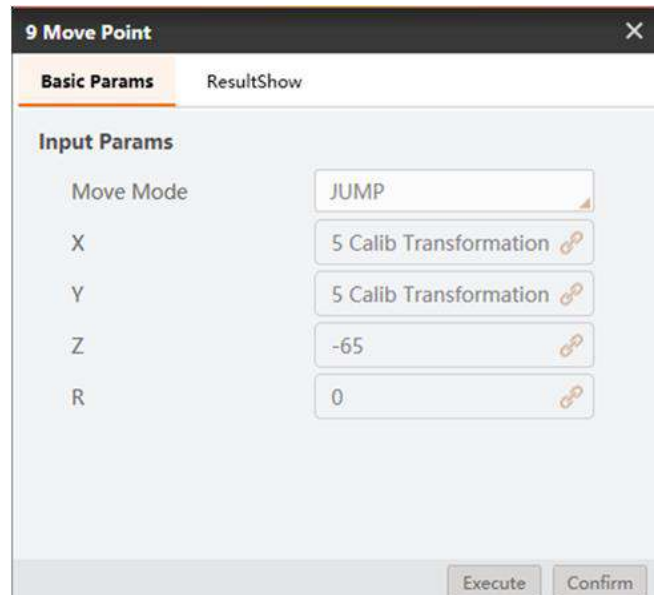 9 Move Point
Basic Params ResultShow
Input Params
Move Mode JUMP
X 5 Calib Transformation
Y 5 Calib Transformation
Z -65
R 0
Execute Confirm